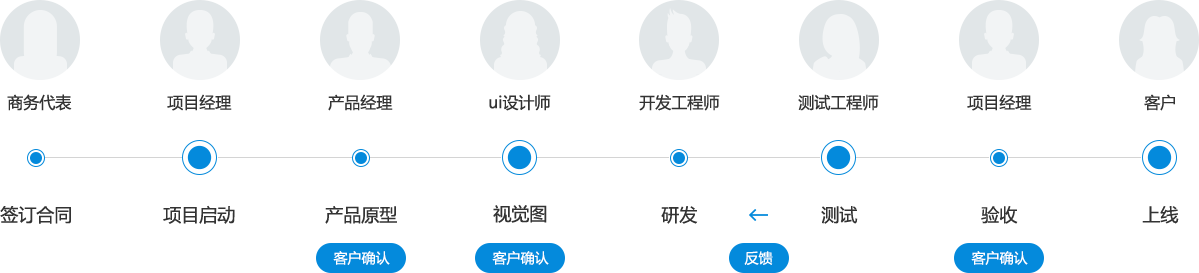 商务代表
项目经理
产品经理
ui设计师
开发工程师
测试工程师
项目经理
客户
签订合同
项目启动
产品原型
视觉图
研发
测试
验收
上线
客户确认
客户确认
反馈
客户确认